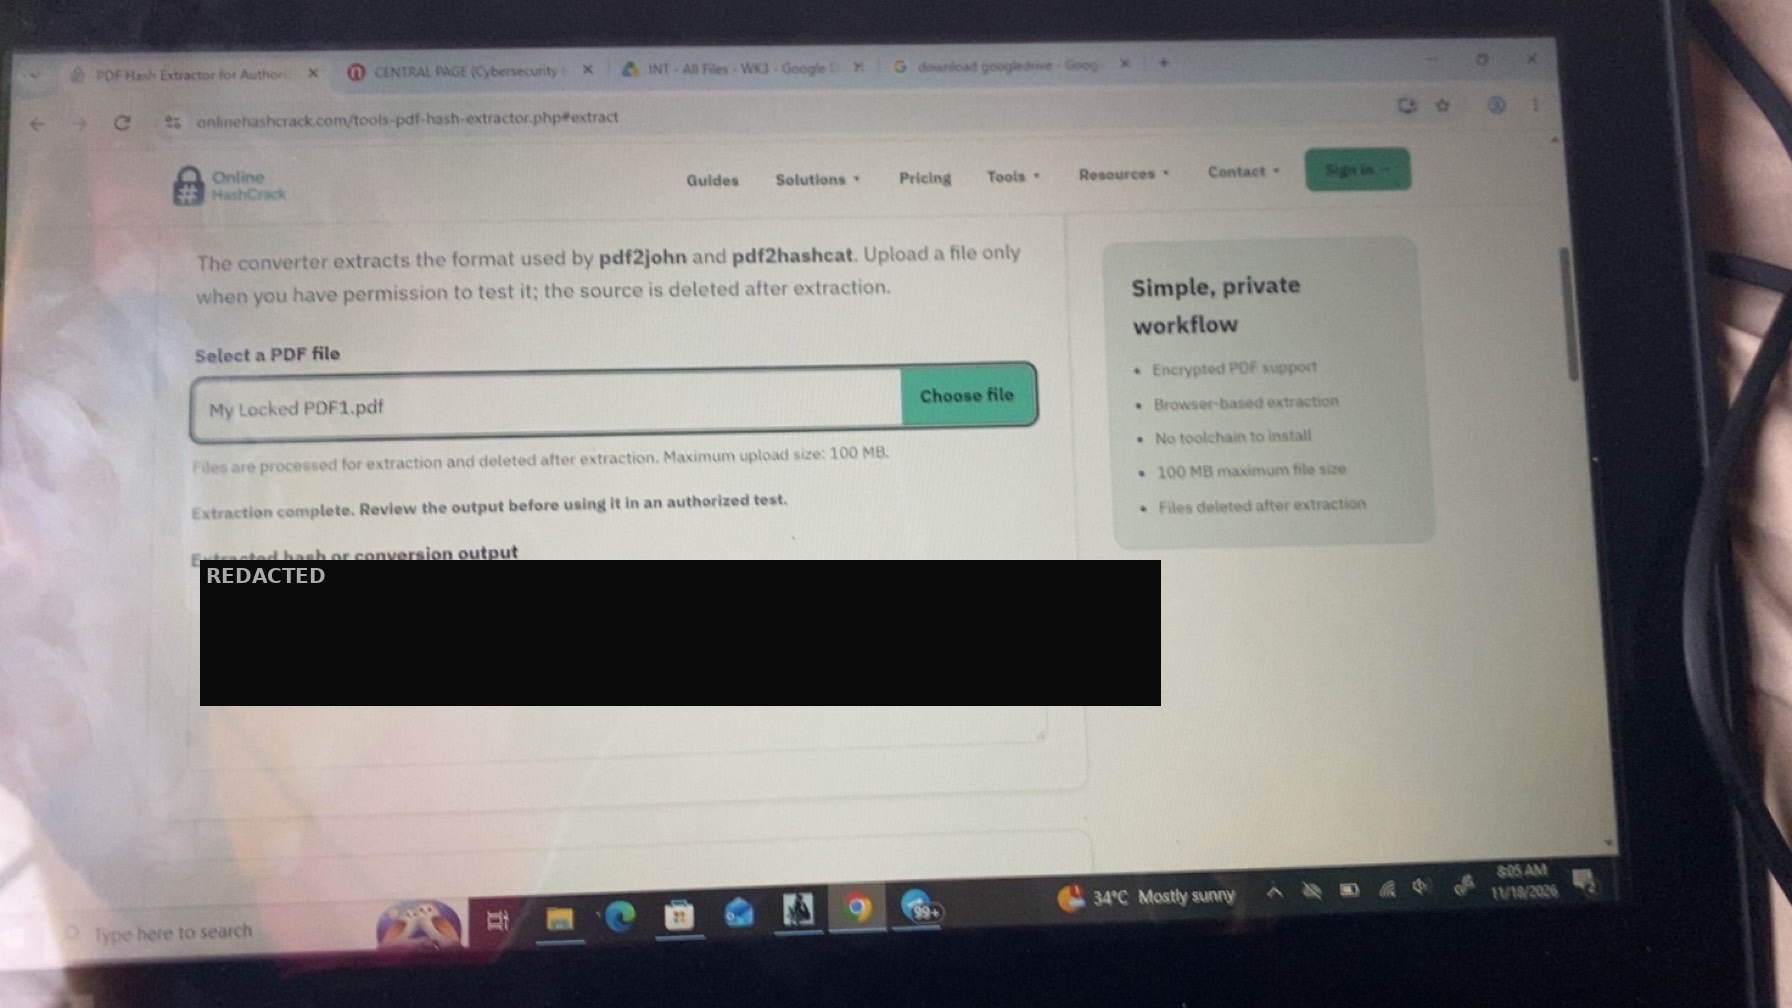 PDF Hash Extractor for Author
CENTRAL PAGE (Cybersecurity
INT - All Files - WK3 - Google
download googledrive - Goog
onlinehashcrack.com/tools-pdf-hash-extractor.php#extract
Online
HashCrack
Guides
Solutions
Pricing
Tools
Resources
Contact
Sign in
The converter extracts the format used by pdf2john and pdf2hashcat. Upload a file only
when you have permission to test it; the source is deleted after extraction.
Select a PDF file
My Locked PDF1.pdf
Choose file
Files are processed for extraction and deleted after extraction. Maximum upload size: 100 MB.
Extraction complete. Review the output before using it in an authorized test.
Extracted hash or conversion output
REDACTED
Simple, private
workflow
• Encrypted PDF support
• Browser-based extraction
• No toolchain to install
• 100 MB maximum file size
• Files deleted after extraction
Type here to search
99+
34°C Mostly sunny
8:05 AM
11/18/2026
2